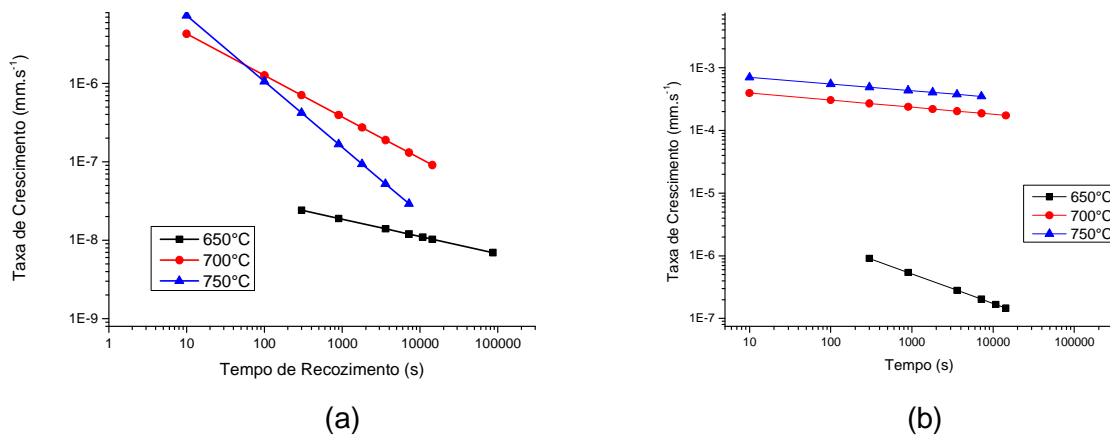 Taxa de Crescimento (mm.s⁻¹)
1E-6
1E-7
1E-8
1E-9
650°C
700°C
750°C
1
10
100
1000
10000
100000
Tempo de Recozimento (s)
(a)
Taxa de Crescimento (mm.s⁻¹)
1E-3
1E-4
1E-5
1E-6
1E-7
650°C
700°C
750°C
10
100
1000
10000
100000
Tempo (s)
(b)